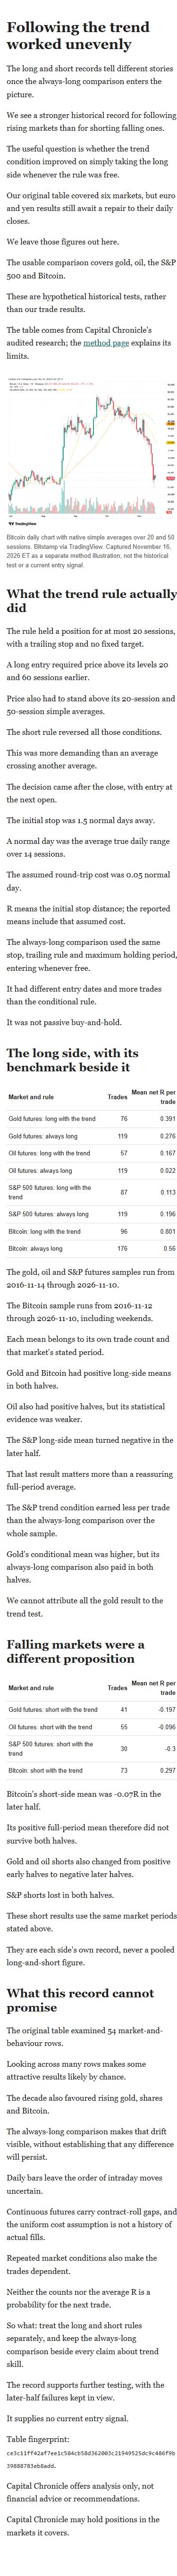 Following the trend
worked unevenly
The long and short records tell different stories
once the always-long comparison enters the
picture.
We see a stronger historical record for following
rising markets than for shorting falling ones.
The useful question is whether the trend
condition improved on simply taking the long
side whenever the rule was free.
Our original table covered six markets, but euro
and yen results still await a repair to their daily
closes.
We leave those figures out here.
The usable comparison covers gold, oil, the S&P
500 and Bitcoin.
These are hypothetical historical tests, rather
than our trade results.
The table comes from Capital Chronicle's
audited research; the method page explains its
limits.
TradingView
Bitcoin daily chart with native simple averages over 20 and 50
sessions. Bitstamp via TradingView. Captured November 16,
2026 ET as a separate method illustration, not the historical
test or a current entry signal.
What the trend rule actually
did
The rule held a position for at most 20 sessions,
with a trailing stop and no fixed target.
A long entry required price above its levels 20
and 60 sessions earlier.
Price also had to stand above its 20-session and
50-session simple averages.
The short rule reversed all those conditions.
This was more demanding than an average
crossing another average.
The decision came after the close, with entry at
the next open.
The initial stop was 1.5 normal days away.
A normal day was the average true daily range
over 14 sessions.
The assumed round-trip cost was 0.05 normal
day.
R means the initial stop distance; the reported
means include that assumed cost.
The always-long comparison used the same
stop, trailing rule and maximum holding period,
entering whenever free.
It had different entry dates and more trades
than the conditional rule.
It was not passive buy-and-hold.
The long side, with its
benchmark beside it
Market and rule Trades Mean net R per trade
Gold futures: long with the trend 76 0.391
Gold futures: always long 119 0.276
Oil futures: long with the trend 57 0.167
Oil futures: always long 119 0.022
S&P 500 futures: long with the trend 87 0.113
S&P 500 futures: always long 119 0.196
Bitcoin: long with the trend 96 0.801
Bitcoin: always long 176 0.56
The gold, oil and S&P futures samples run from
2016-11-14 through 2026-11-10.
The Bitcoin sample runs from 2016-11-12
through 2026-11-10, including weekends.
Each mean belongs to its own trade count and
that market's stated period.
Gold and Bitcoin had positive long-side means
in both halves.
Oil also had positive halves, but its statistical
evidence was weaker.
The S&P long-side mean turned negative in the
later half.
That last result matters more than a reassuring
full-period average.
The S&P trend condition earned less per trade
than the always-long comparison over the
whole sample.
Gold's conditional mean was higher, but its
always-long comparison also paid in both
halves.
We cannot attribute all the gold result to the
trend test.
Falling markets were a
different proposition
Market and rule Trades Mean net R per trade
Gold futures: short with the trend 41 -0.197
Oil futures: short with the trend 55 -0.096
S&P 500 futures: short with the trend 30 -0.3
Bitcoin: short with the trend 73 0.297
Bitcoin's short-side mean was -0.07R in the
later half.
Its positive full-period mean therefore did not
survive both halves.
Gold and oil shorts also changed from positive
early halves to negative later halves.
S&P shorts lost in both halves.
These short results use the same market periods
stated above.
They are each side's own record, never a pooled
long-and-short figure.
What this record cannot
promise
The original table examined 54 market-and-
behaviour rows.
Looking across many rows makes some
attractive results likely by chance.
The decade also favoured rising gold, shares
and Bitcoin.
The always-long comparison makes that drift
visible, without establishing that any difference
will persist.
Daily bars leave the order of intraday moves
uncertain.
Continuous futures carry contract-roll gaps, and
the uniform cost assumption is not a history of
actual fills.
Repeated market conditions also make the
trades dependent.
Neither the counts nor the average R is a
probability for the next trade.
So what: treat the long and short rules
separately, and keep the always-long
comparison beside every claim about trend
skill.
The record supports further testing, with the
later-half failures kept in view.
It supplies no current entry signal.
Table fingerprint:
Capital Chronicle offers analysis only, not
financial advice or recommendations.
Capital Chronicle may hold positions in the
markets it covers.